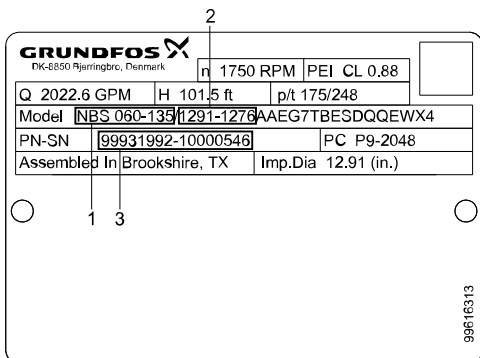 2
GRUNDFOS
DK-8850 Bjerringbro, Denmark
n 1750 RPM PEI CL 0.88
Q 2022.6 GPM H 101.5 ft p/t 175/248
Model NBS 060-135/1291-1276AAEG7TBESDQQEWX4
PN-SN 99931992-10000546 PC P9-2048
Assembled In Brookshire, TX Imp.Dia 12.91 (in.)
1 3
99616313